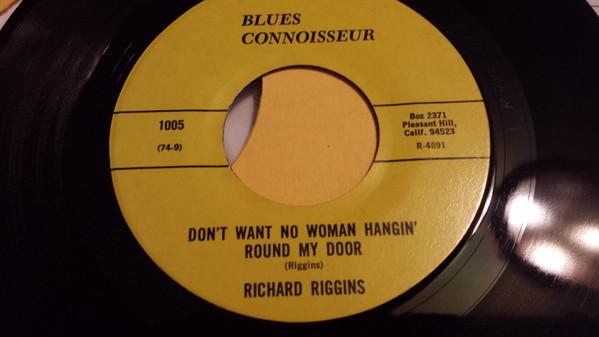 BLUES
CONNOISSEUR
1005
(74-9)
Box 2371
Pleasant Hill,
Calif. 94523
R-4691
DON'T WANT NO WOMAN HANGIN'
ROUND MY DOOR
(Riggins)
RICHARD RIGGINS